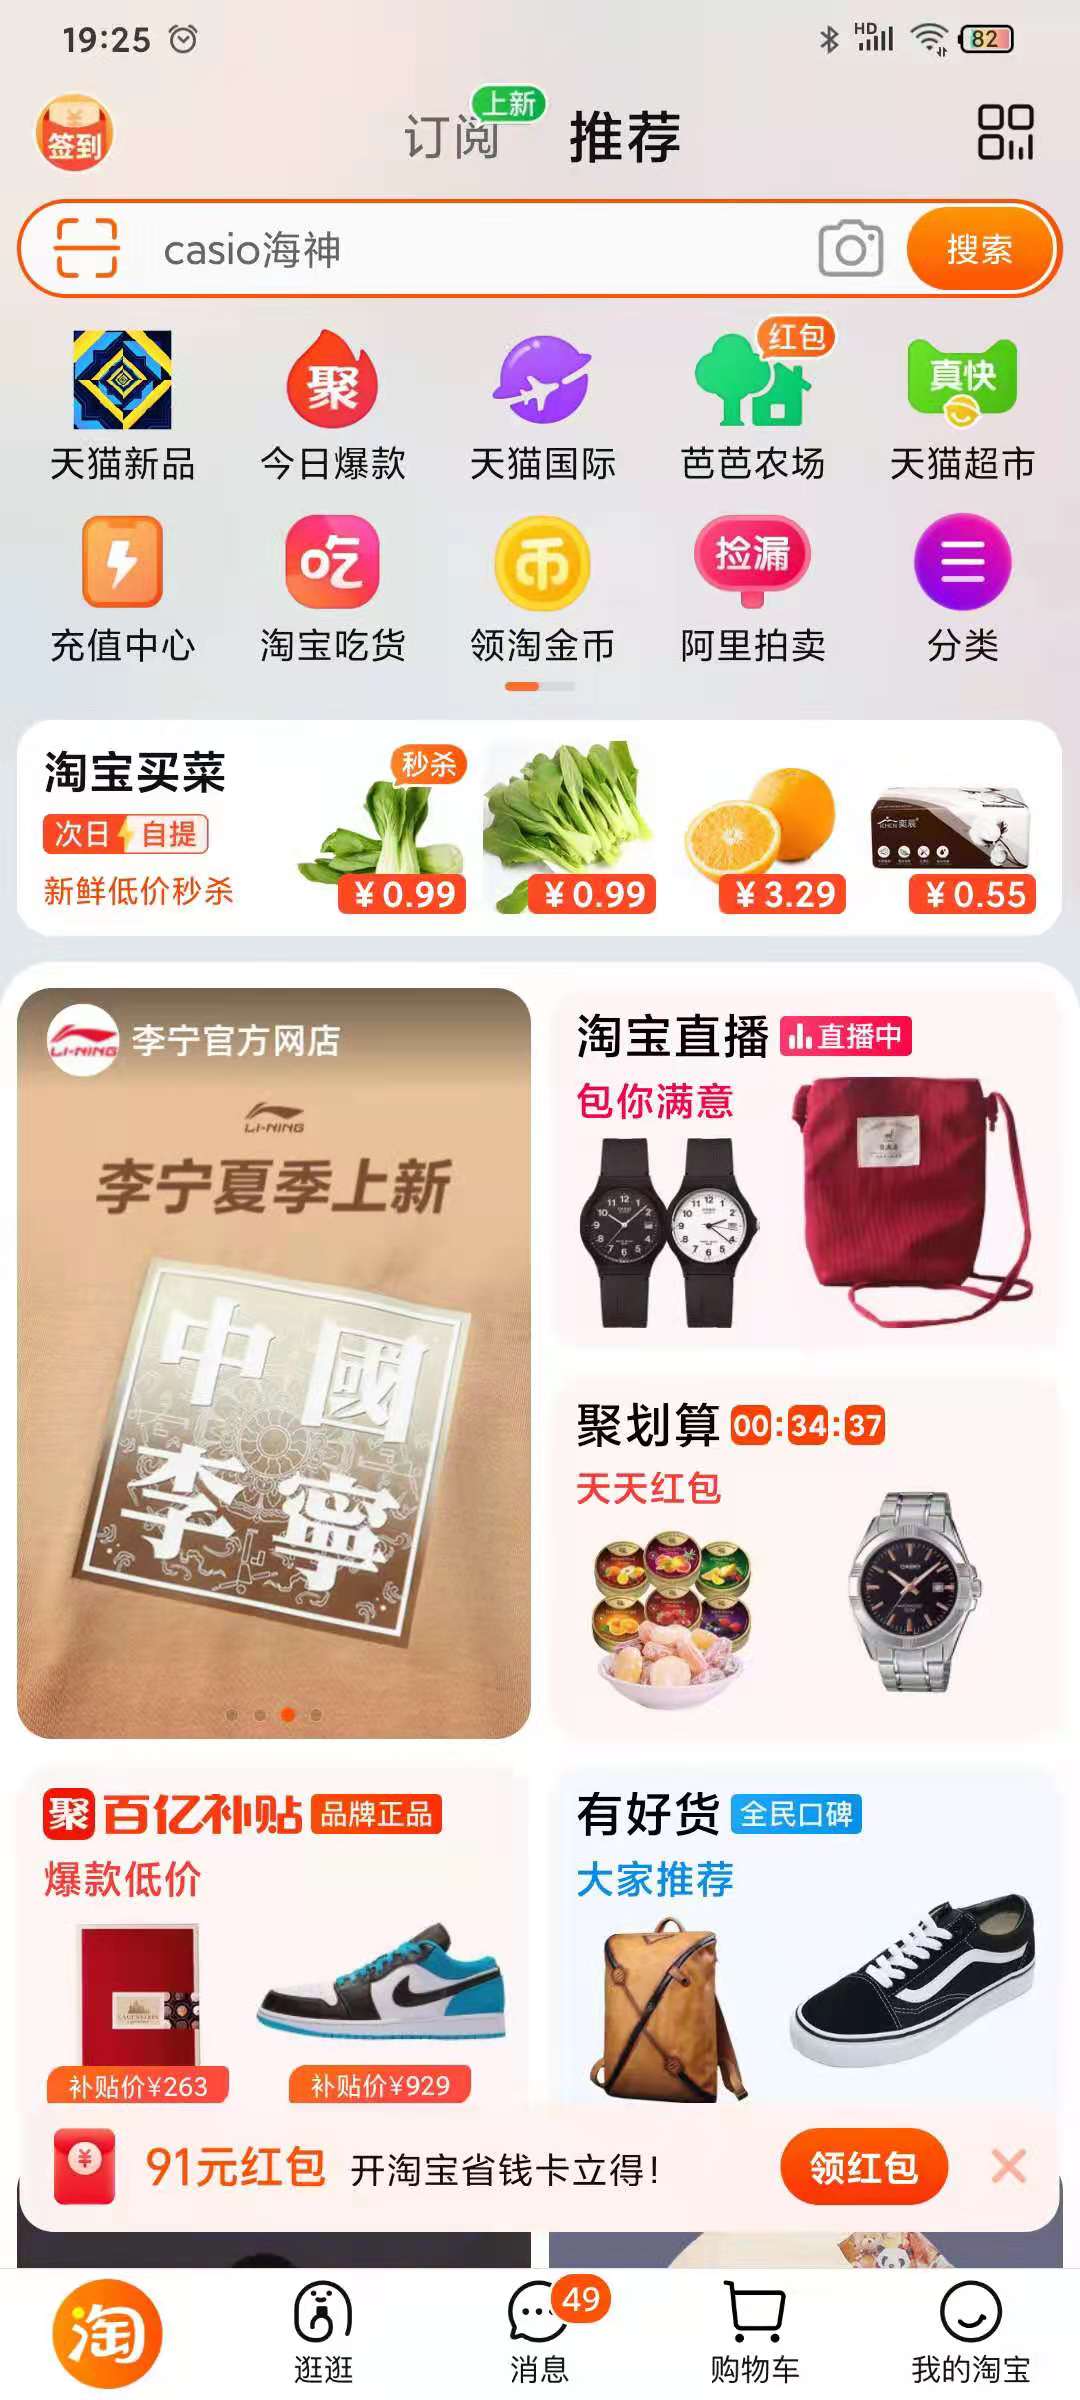 19:25
HD
82
签到
订阅
上新
推荐
casio海神
搜索
聚
红包
真快
天猫新品
今日爆款
天猫国际
芭芭农场
天猫超市
吃
币
捡漏
充值中心
淘宝吃货
领淘金币
阿里拍卖
分类
淘宝买菜
次日
自提
新鲜低价秒杀
秒杀
¥0.99
¥0.99
¥3.29
¥0.55
LI-NING
李宁官方网店
LI-NING
李宁夏季上新
中國
李寧
淘宝直播
直播中
包你满意
聚划算
00:34:37
天天红包
CASIO
聚
百亿补贴
品牌正品
爆款低价
补贴价¥263
补贴价¥929
有好货
全民口碑
大家推荐
91元红包
开淘宝省钱卡立得!
领红包
淘
逛逛
消息
49
购物车
我的淘宝